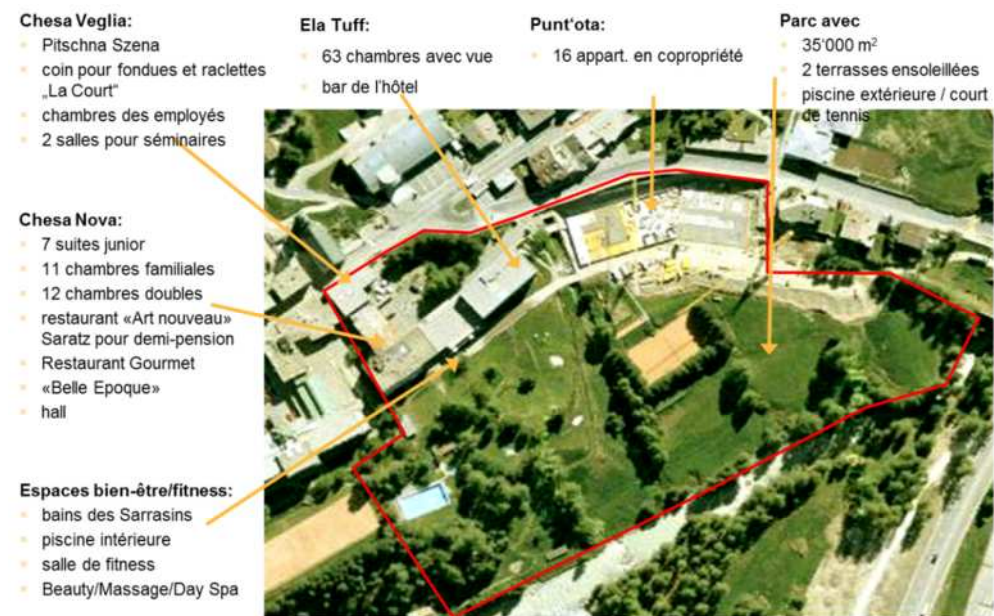 Chesa Veglia:
Pitschna Szena
coin pour fondues et raclettes
„La Court“
chambres des employés
2 salles pour séminaires
Ela Tuff:
63 chambres avec vue
bar de l'hôtel
Punt‘ota:
16 appart. en copropriété
Parc avec
35‘000 m²
2 terrasses ensoleillées
piscine extérieure / court
de tennis
Chesa Nova:
7 suites junior
11 chambres familiales
12 chambres doubles
restaurant «Art nouveau»
Saratz pour demi-pension
Restaurant Gourmet
«Belle Epoque»
hall
Espaces bien-être/fitness:
bains des Sarrasins
piscine intérieure
salle de fitness
Beauty/Massage/Day Spa